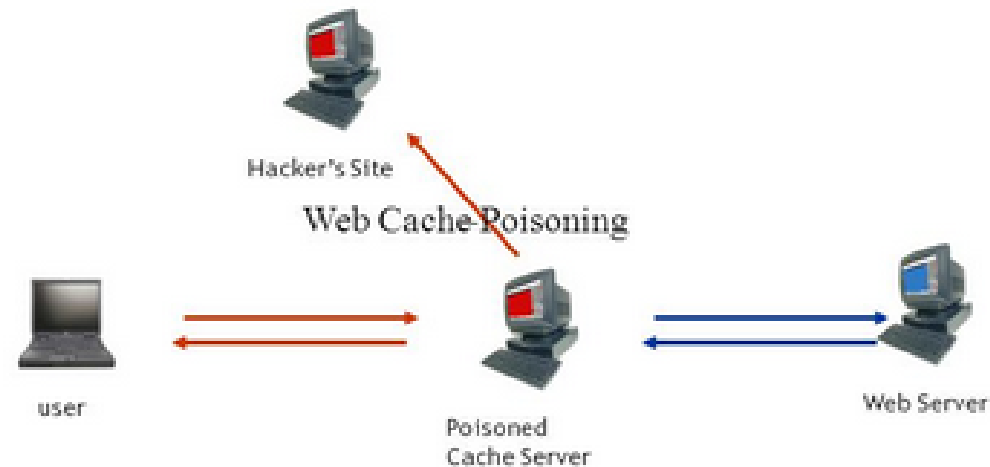 Hacker's Site
Web Cache Poisoning
user
Poisoned
Cache Server
Web Server